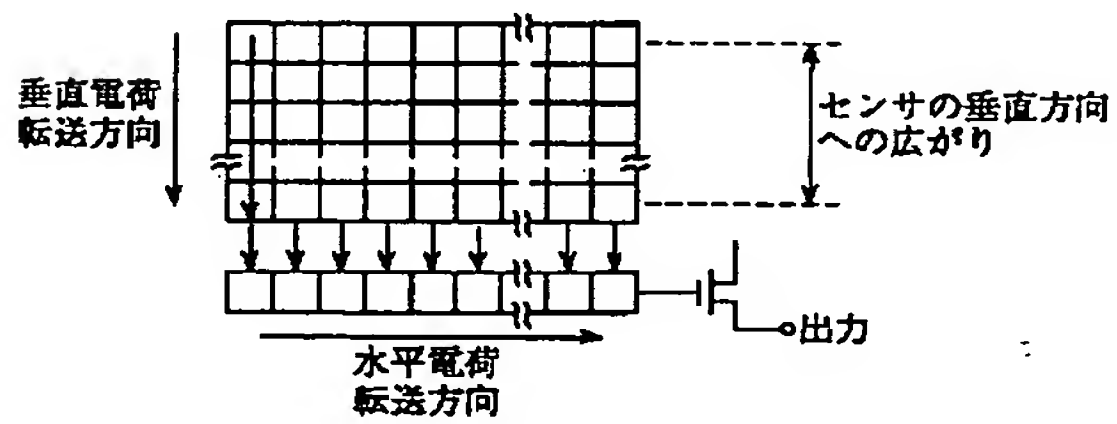 垂直電荷
転送方向
センサの垂直方向
への広がり
出力
水平電荷
転送方向